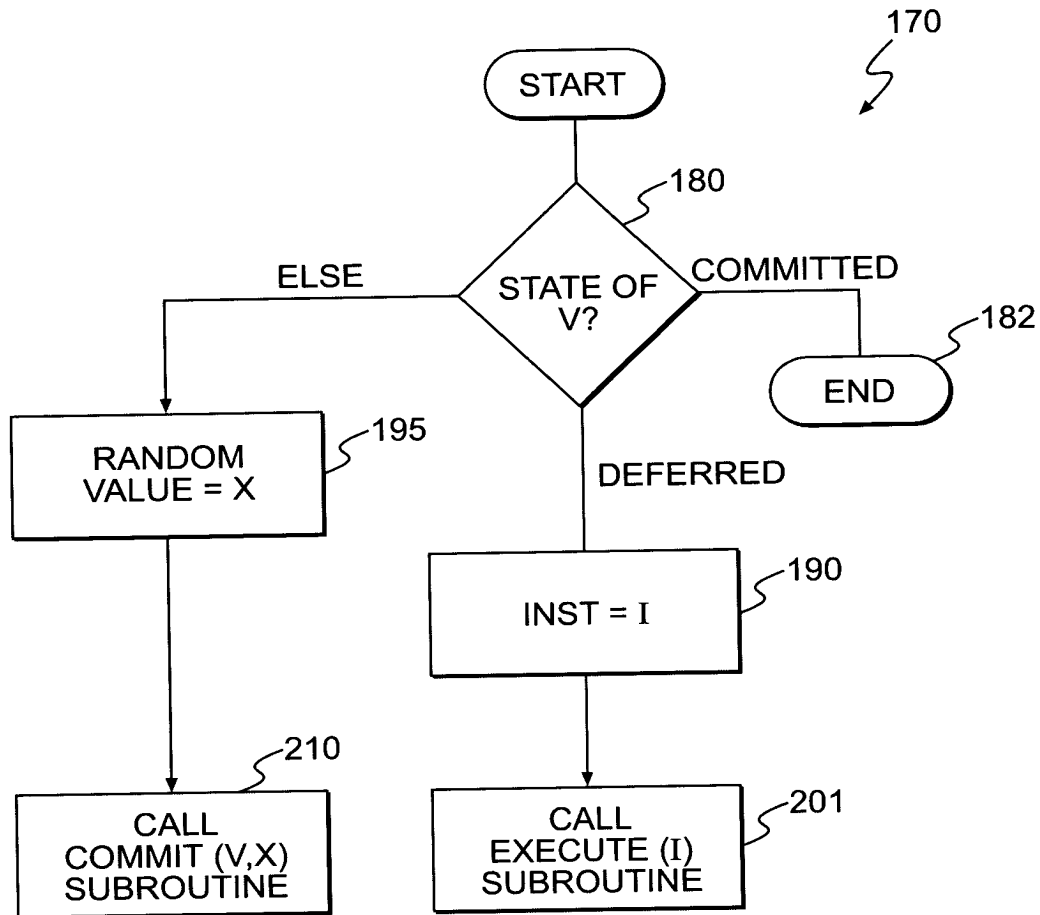 170
START
180
STATE OF
V?
ELSE
COMMITTED
182
END
195
RANDOM
VALUE = X
DEFERRED
190
INST = I
210
CALL
COMMIT (V,X)
SUBROUTINE
201
CALL
EXECUTE (I)
SUBROUTINE